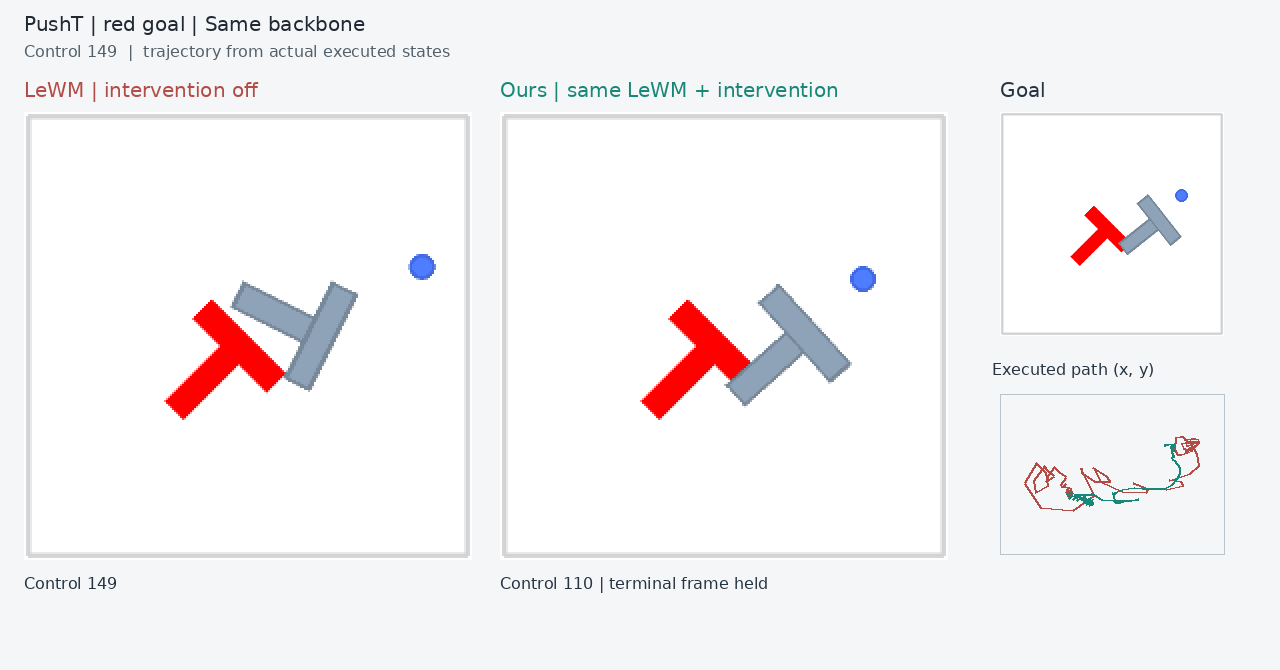 PushT | red goal | Same backbone
Control 149 | trajectory from actual executed states
LeWM | intervention off
Ours | same LeWM + intervention
Goal
Executed path (x, y)
Control 149
Control 110 | terminal frame held